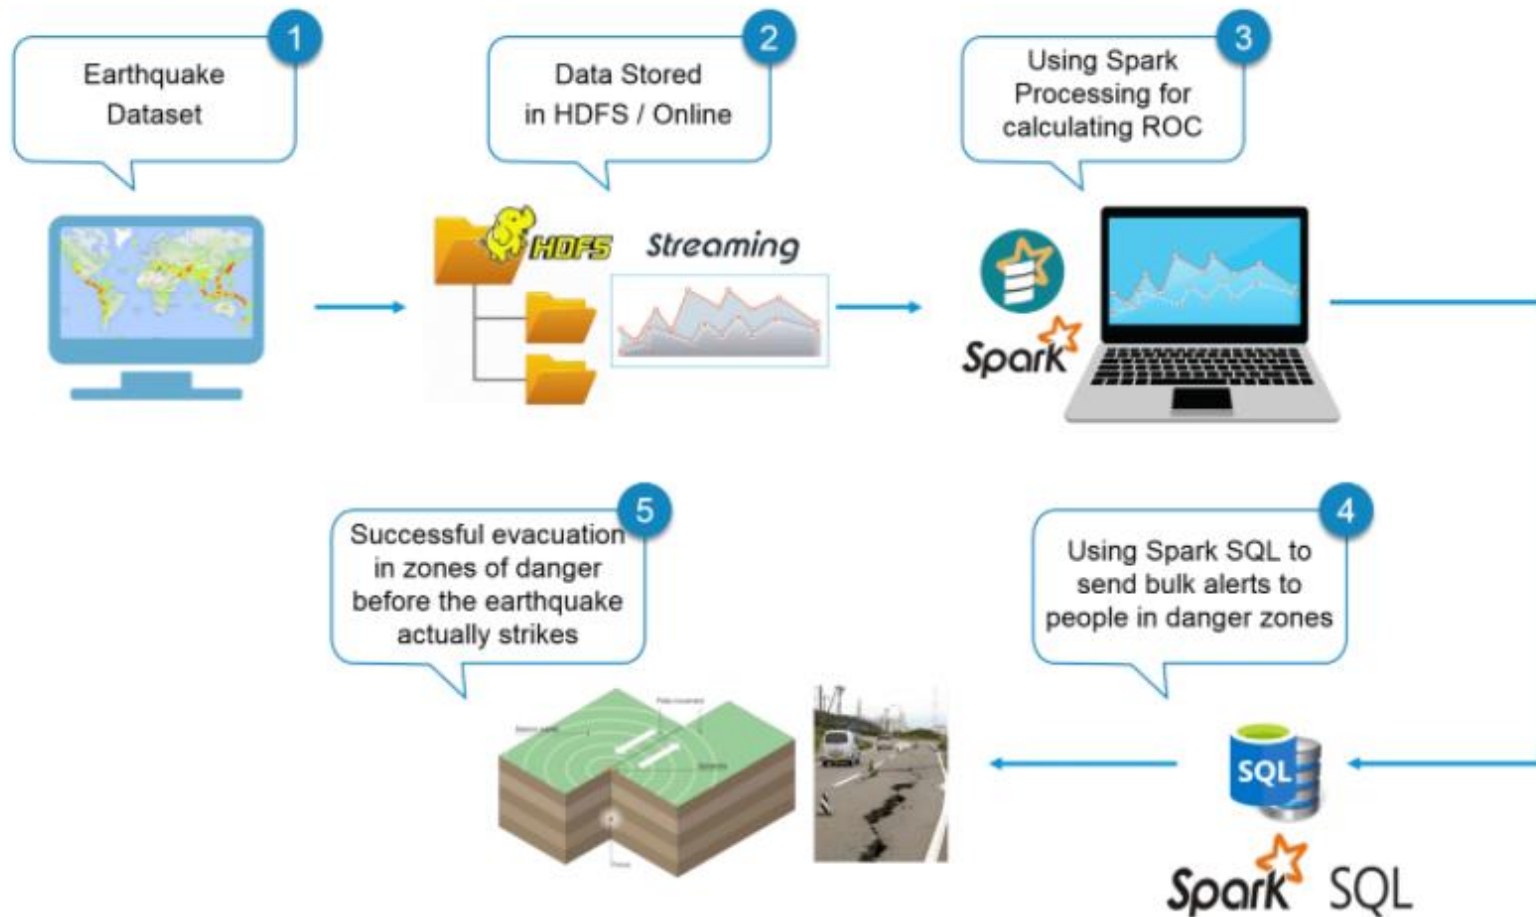 1
Earthquake
Dataset
2
Data Stored
in HDFS / Online
3
Using Spark
Processing for
calculating ROC
HDFS
Streaming
Spark
5
Successful evacuation
in zones of danger
before the earthquake
actually strikes
4
Using Spark SQL to
send bulk alerts to
people in danger zones
SQL
Spark SQL